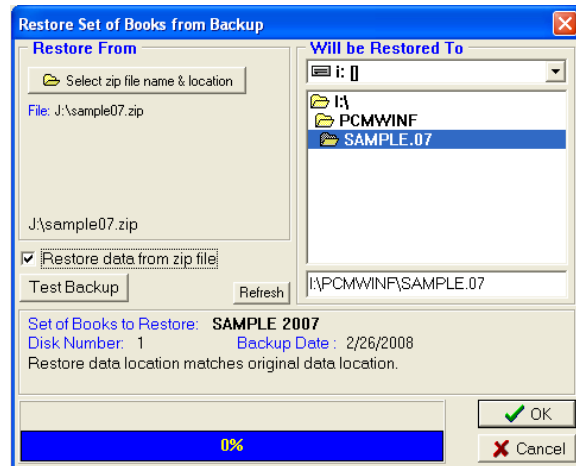 Restore Set of Books from Backup
Restore From
Select zip file name & location
File: J:\sample07.zip
J:\sample07.zip
Restore data from zip file
Test Backup
Refresh
Will be Restored To
i: []
I:\
PCMWINF
SAMPLE.07
I:\PCMWINF\SAMPLE.07
Set of Books to Restore: SAMPLE 2007
Disk Number: 1 Backup Date : 2/26/2008
Restore data location matches original data location.
0%
OK
Cancel